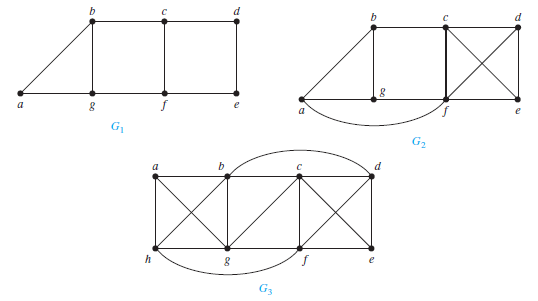 b c d
a g f e
G₁
b c d
a g f e
G₂
a b c d
h g f e
G₃